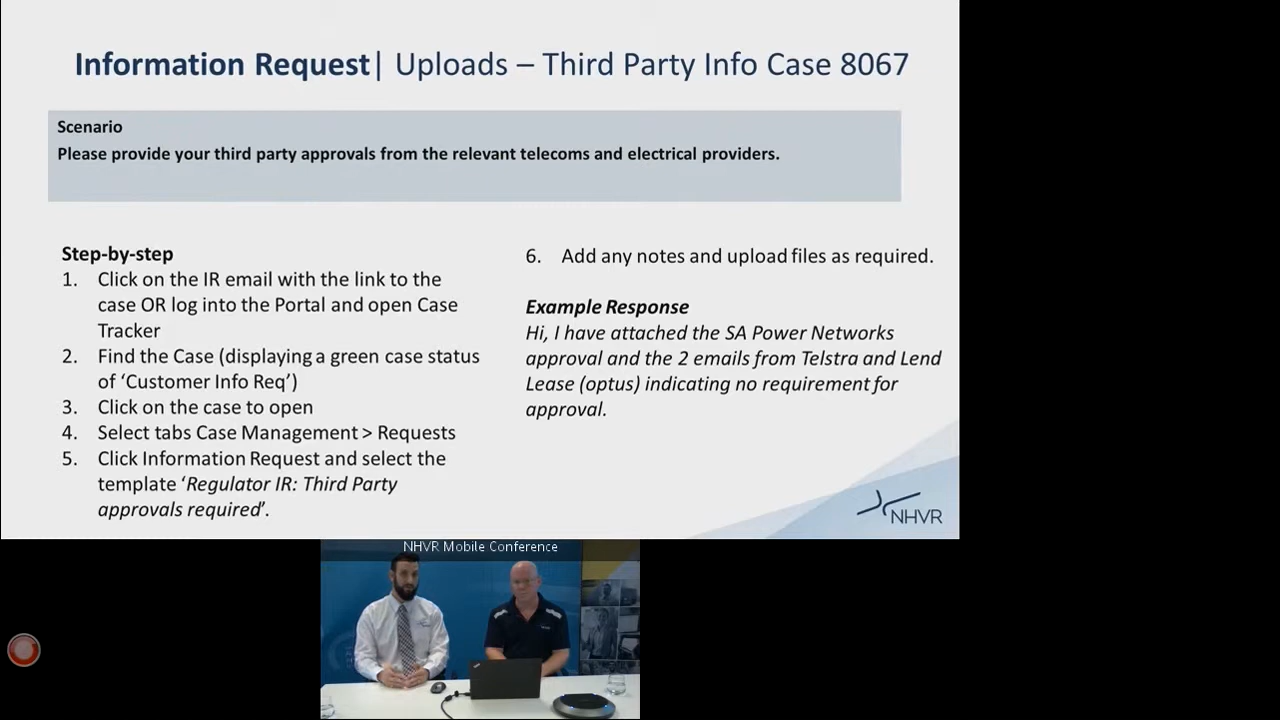 Information Request| Uploads – Third Party Info Case 8067
Scenario
Please provide your third party approvals from the relevant telecoms and electrical providers.
Step-by-step
1. Click on the IR email with the link to the
case OR log into the Portal and open Case
Tracker
2. Find the Case (displaying a green case status
of ‘Customer Info Req’)
3. Click on the case to open
4. Select tabs Case Management > Requests
5. Click Information Request and select the
template ‘Regulator IR: Third Party
approvals required’.
6. Add any notes and upload files as required.
Example Response
Hi, I have attached the SA Power Networks
approval and the 2 emails from Telstra and Lend
Lease (optus) indicating no requirement for
approval.
NHVR
NHVR Mobile Conference